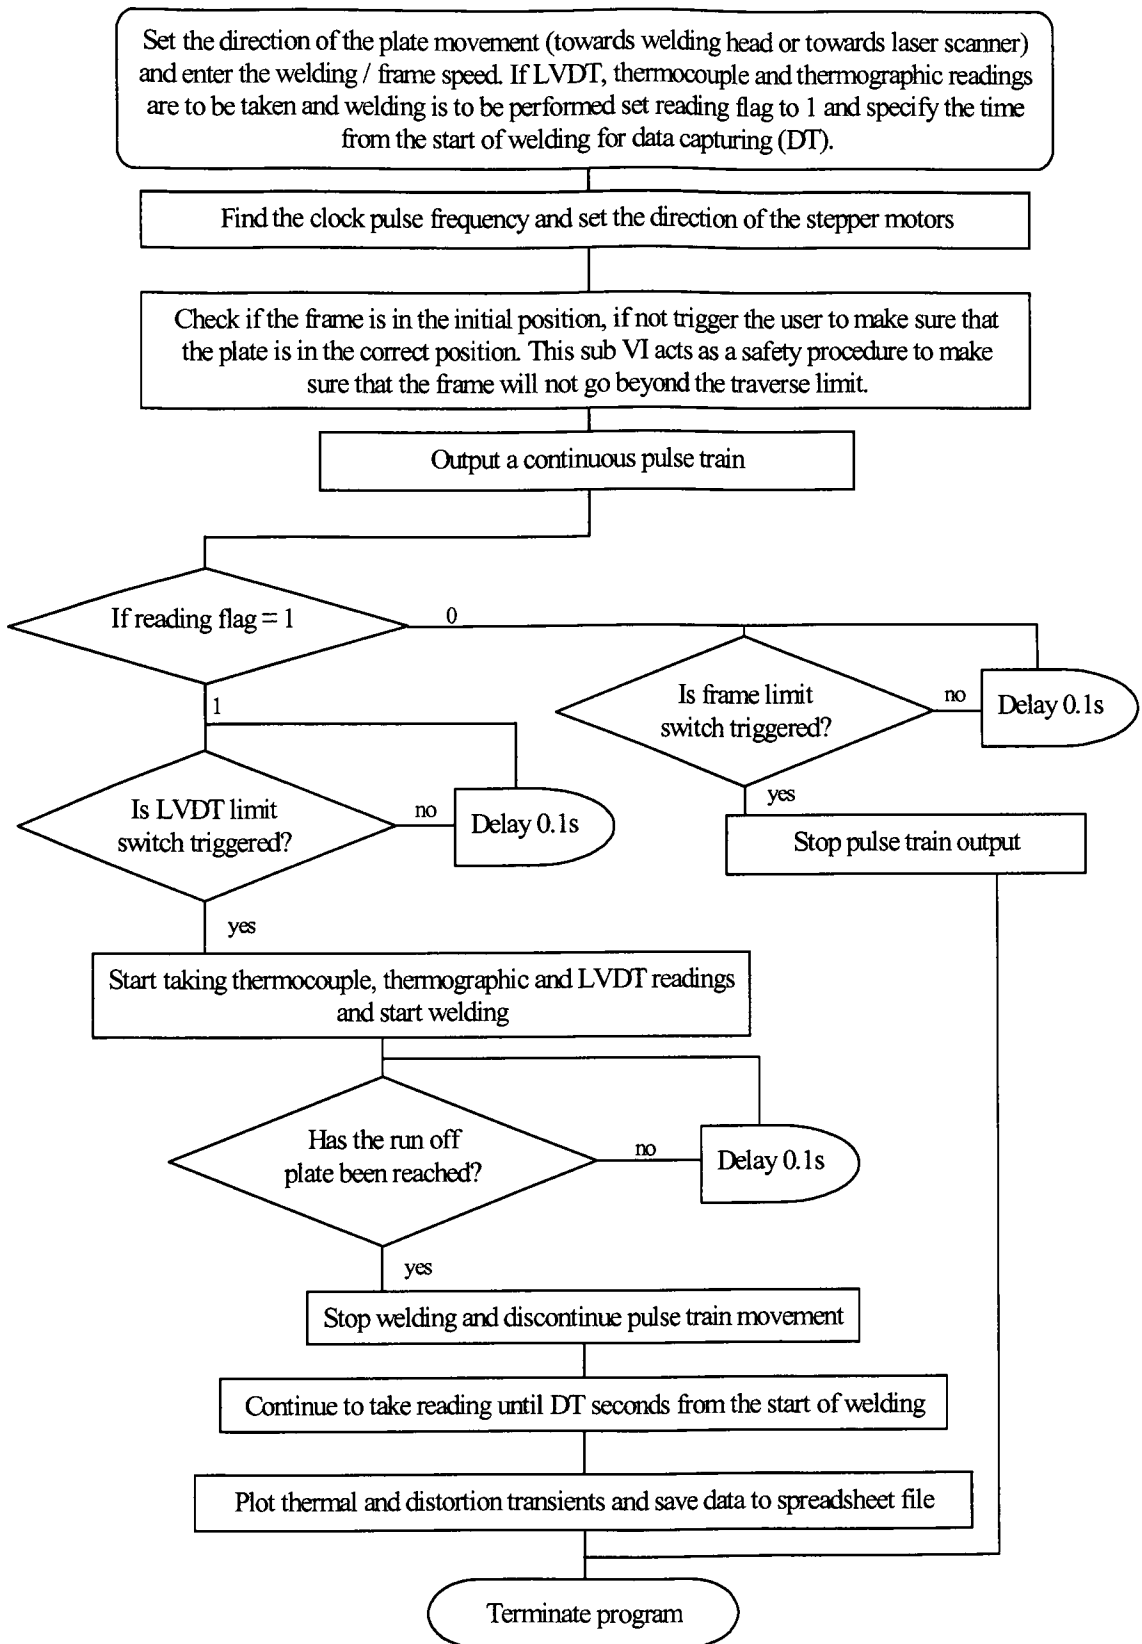 Set the direction of the plate movement (towards welding head or towards laser scanner)
and enter the welding / frame speed. If LVDT, thermocouple and thermographic readings
are to be taken and welding is to be performed set reading flag to 1 and specify the time
from the start of welding for data capturing (DT).
Find the clock pulse frequency and set the direction of the stepper motors
Check if the frame is in the initial position, if not trigger the user to make sure that
the plate is in the correct position. This sub VI acts as a safety procedure to make
sure that the frame will not go beyond the traverse limit.
Output a continuous pulse train
If reading flag = 1
0
1
Is frame limit
switch triggered?
no
Delay 0.1s
yes
Stop pulse train output
Is LVDT limit
switch triggered?
no
Delay 0.1s
yes
Start taking thermocouple, thermographic and LVDT readings
and start welding
Has the run off
plate been reached?
no
Delay 0.1s
yes
Stop welding and discontinue pulse train movement
Continue to take reading until DT seconds from the start of welding
Plot thermal and distortion transients and save data to spreadsheet file
Terminate program